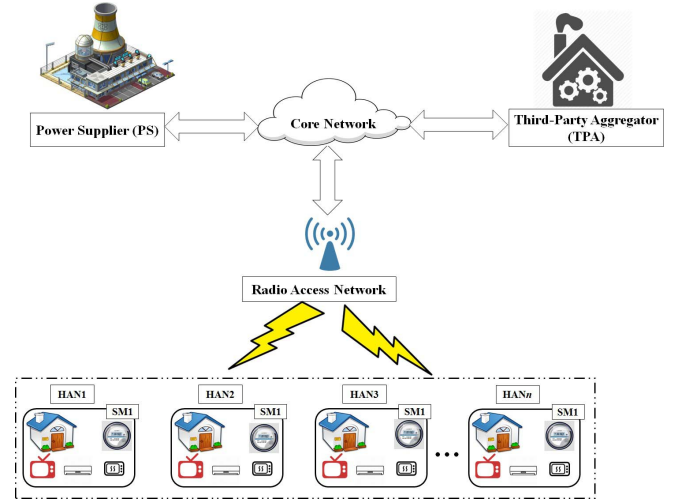 Power Supplier (PS)
Core Network
Third-Party Aggregator
(TPA)
Radio Access Network
HAN1
SM1
HAN2
SM1
HAN3
SM1
HANn
SM1